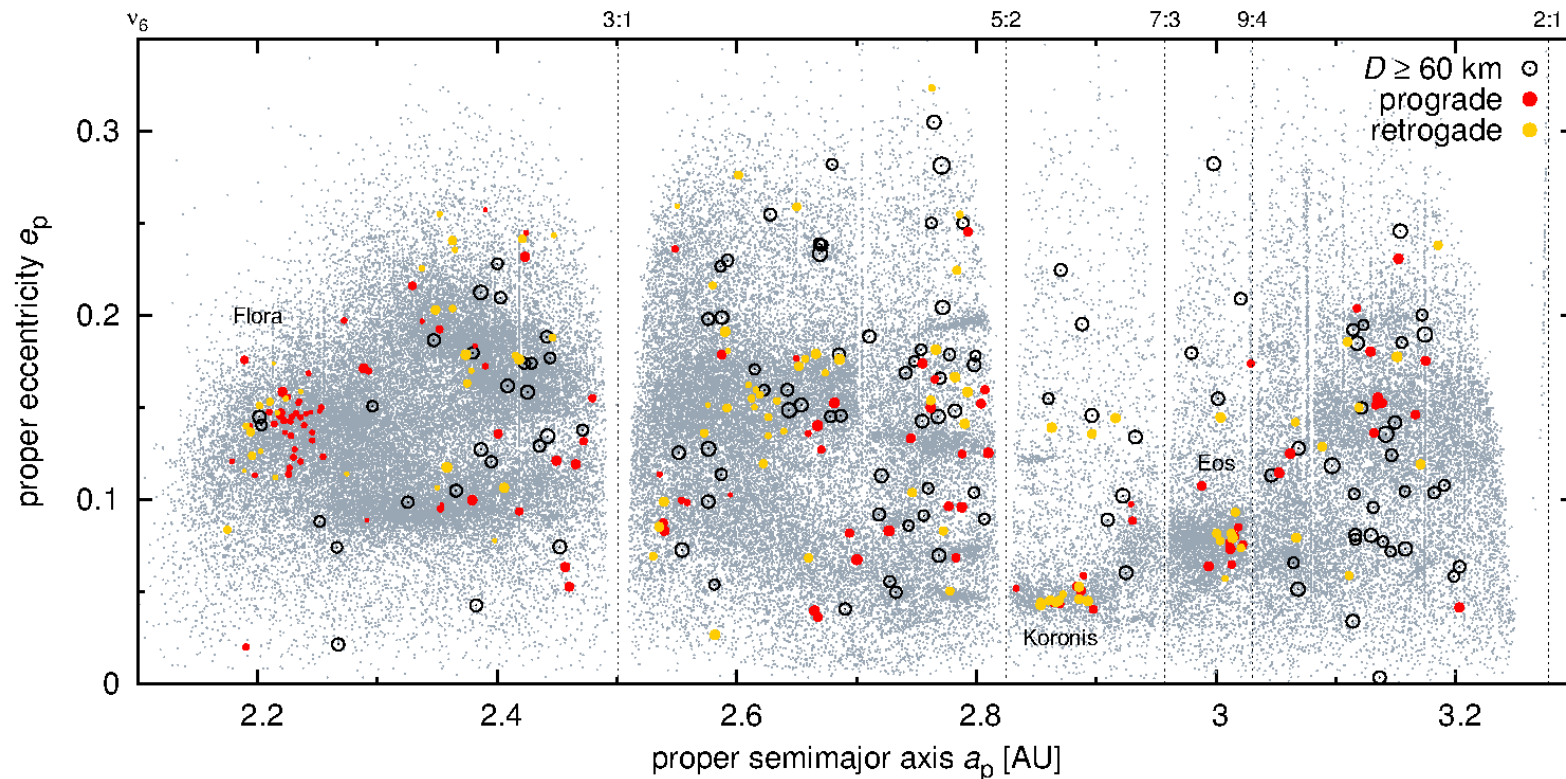 ν6 3:1 5:2 7:3 9:4 2:1
D ≥ 60 km
prograde
retrogade
0.3
0.2
0.1
0
proper eccentricity ep
Flora
Eos
Koronis
2.2 2.4 2.6 2.8 3 3.2
proper semimajor axis ap [AU]